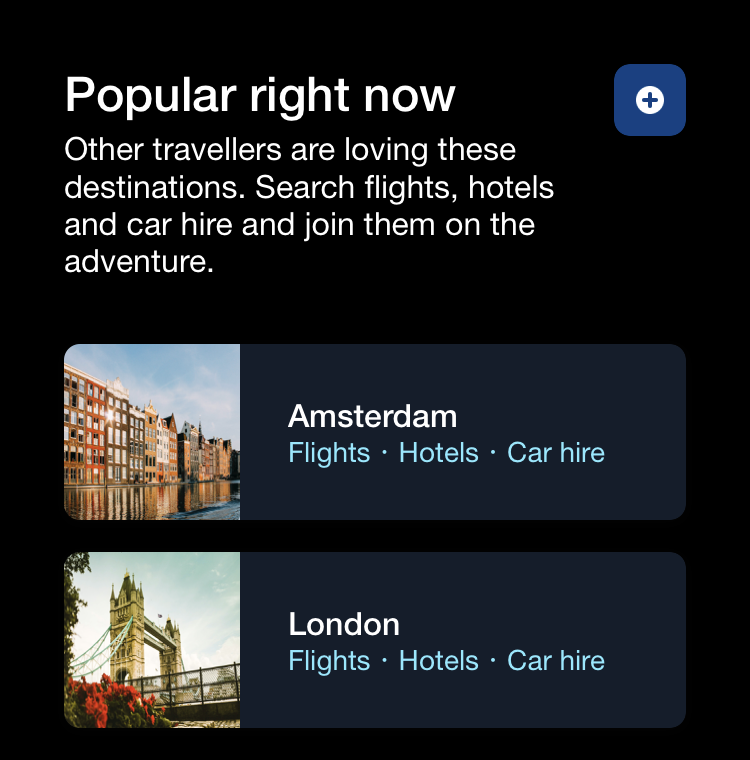 Popular right now
Other travellers are loving these
destinations. Search flights, hotels
and car hire and join them on the
adventure.
Amsterdam
Flights · Hotels · Car hire
London
Flights · Hotels · Car hire